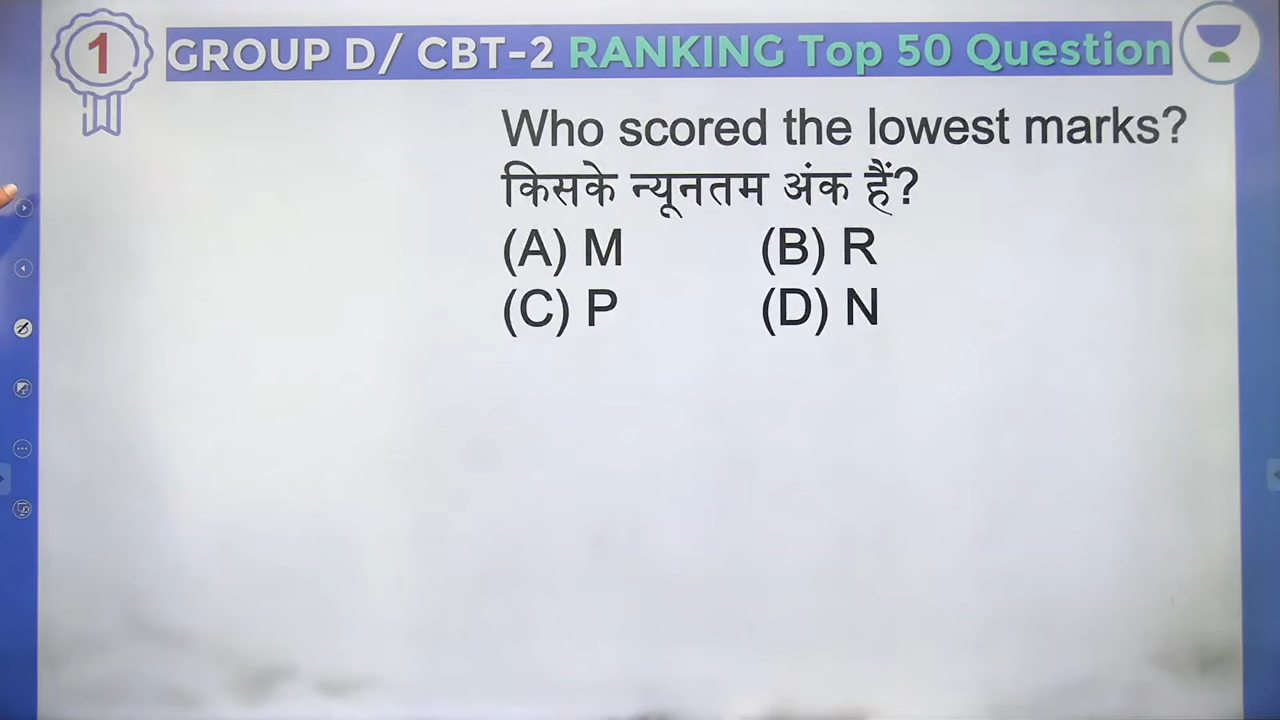 1
GROUP D/ CBT-2 RANKING Top 50 Question
Who scored the lowest marks?
किसके न्यूनतम अंक हैं?
(A) M (B) R
(C) P (D) N